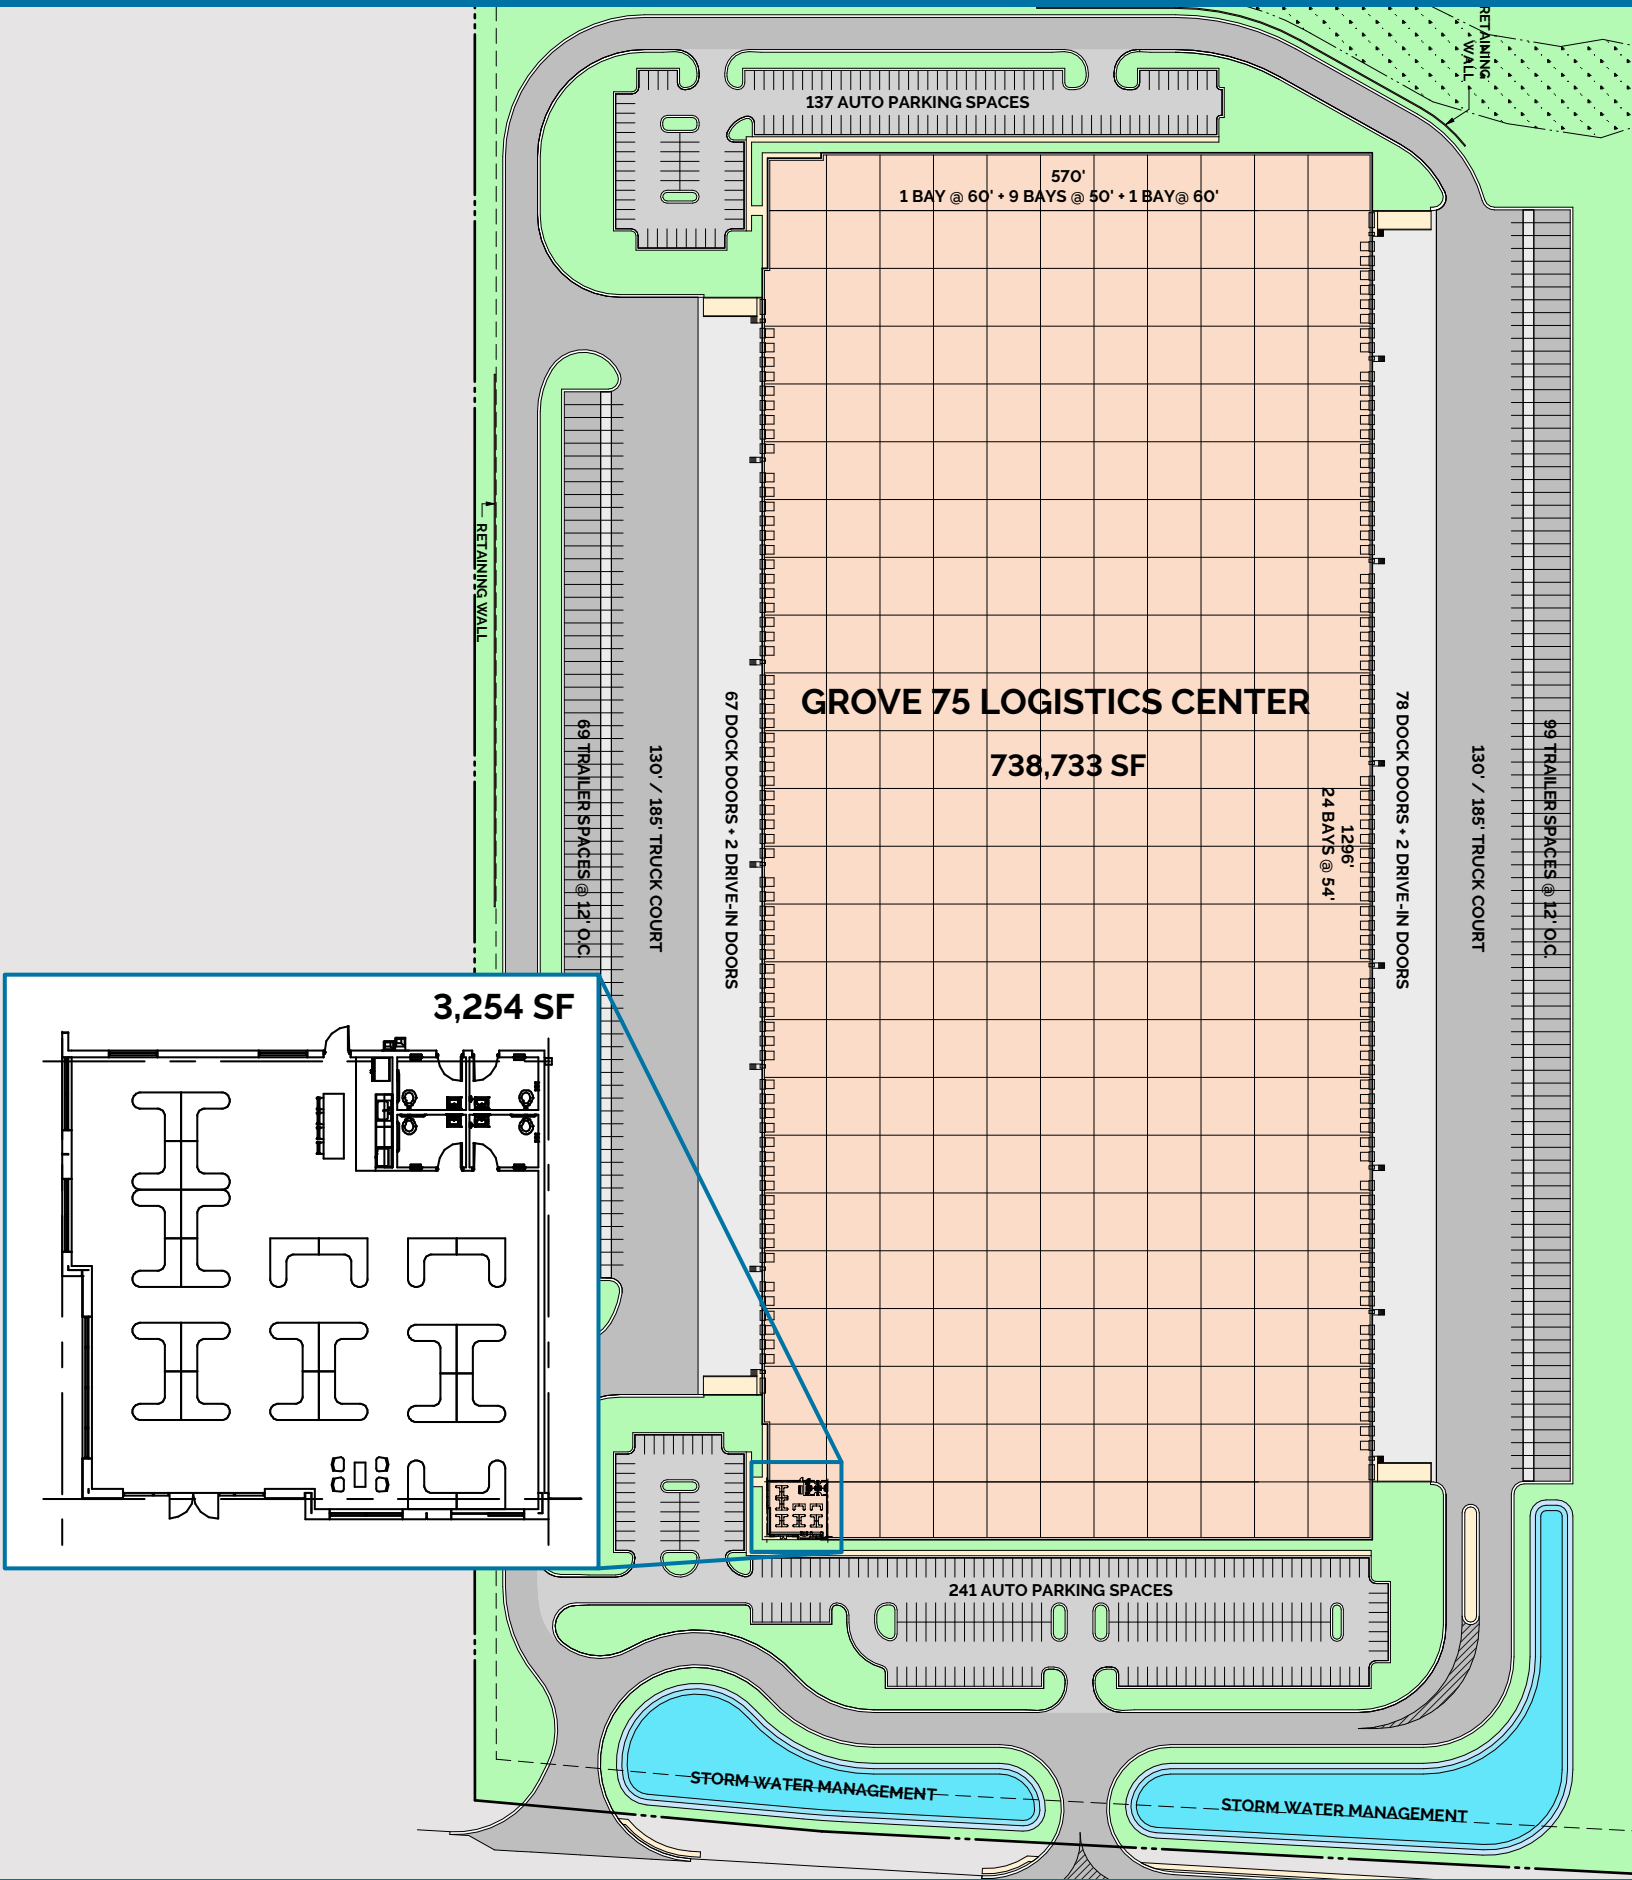 RETAINING
WALL
137 AUTO PARKING SPACES
570'
1 BAY @ 60' + 9 BAYS @ 50' + 1 BAY@ 60'
RETAINING WALL
GROVE 75 LOGISTICS CENTER
738,733 SF
69 TRAILER SPACES @ 12' O.C.
130' / 185' TRUCK COURT
67 DOCK DOORS + 2 DRIVE-IN DOORS
1296'
24 BAYS @ 54'
78 DOCK DOORS + 2 DRIVE-IN DOORS
130' / 185' TRUCK COURT
99 TRAILER SPACES @ 12' O.C.
3,254 SF
241 AUTO PARKING SPACES
STORM WATER MANAGEMENT
STORM WATER MANAGEMENT